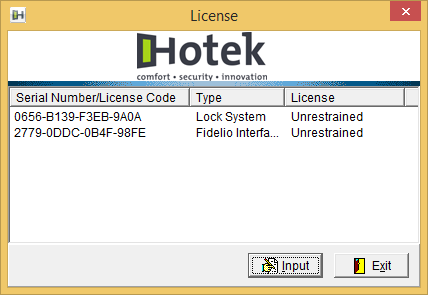 License
Hotek
comfort • security • innovation
Serial Number/License Code Type License
0656-B139-F3EB-9A0A Lock System Unrestrained
2779-0DDC-0B4F-98FE Fidelio Interfa... Unrestrained
Input Exit